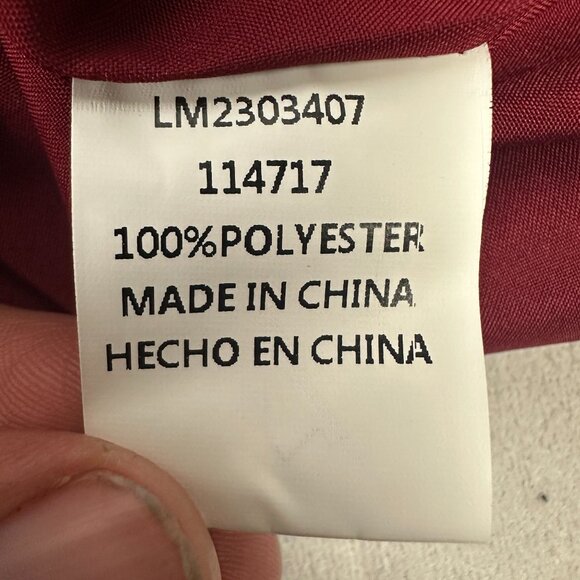 LM2303407
114717
100%POLYESTER
MADE IN CHINA
HECHO EN CHINA